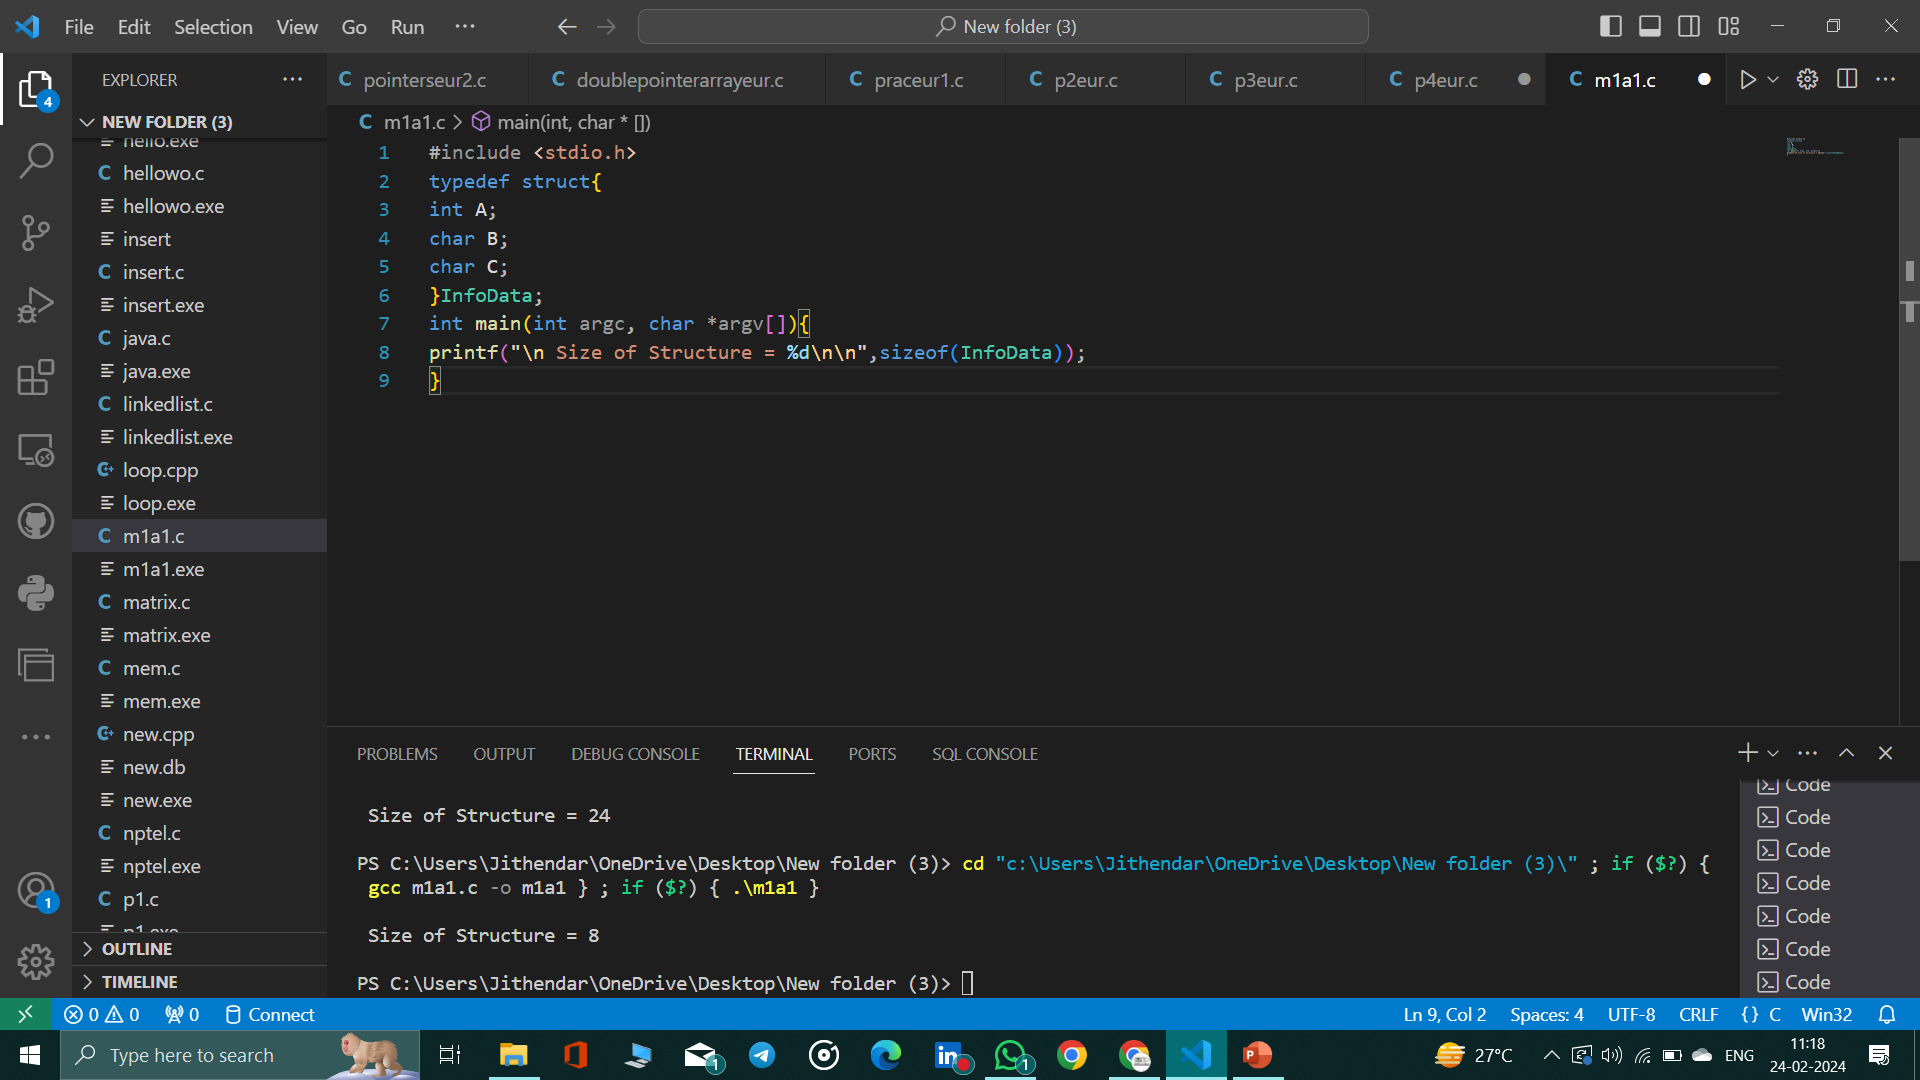 File Edit Selection View Go Run ··· New folder (3)
EXPLORER ···
pointerseur2.c doublepointerarrayeur.c praceur1.c p2eur.c p3eur.c p4eur.c m1a1.c
NEW FOLDER (3)
hello.exe
hellowo.c
hellowo.exe
insert
insert.c
insert.exe
java.c
java.exe
linkedlist.c
linkedlist.exe
loop.cpp
loop.exe
m1a1.c
m1a1.exe
matrix.c
matrix.exe
mem.c
mem.exe
new.cpp
new.db
new.exe
nptel.c
nptel.exe
p1.c
p1.exe
OUTLINE
TIMELINE
4
1
C m1a1.c > main(int, char * [])
1 #include <stdio.h>
2 typedef struct{
3 int A;
4 char B;
5 char C;
6 }InfoData;
7 int main(int argc, char *argv[]){
8 printf("\n Size of Structure = %d\n\n",sizeof(InfoData));
9 }
PROBLEMS OUTPUT DEBUG CONSOLE TERMINAL PORTS SQL CONSOLE
Size of Structure = 24
PS C:\Users\Jithendar\OneDrive\Desktop\New folder (3)> cd "c:\Users\Jithendar\OneDrive\Desktop\New folder (3)\" ; if ($?) {
gcc m1a1.c -o m1a1 } ; if ($?) { .\m1a1 }
Size of Structure = 8
PS C:\Users\Jithendar\OneDrive\Desktop\New folder (3)>
Code
Code
Code
Code
Code
Code
Code
0 0 0 Connect Ln 9, Col 2 Spaces: 4 UTF-8 CRLF {} C Win32
Type here to search 1 1 27°C ENG 11:18
24-02-2024